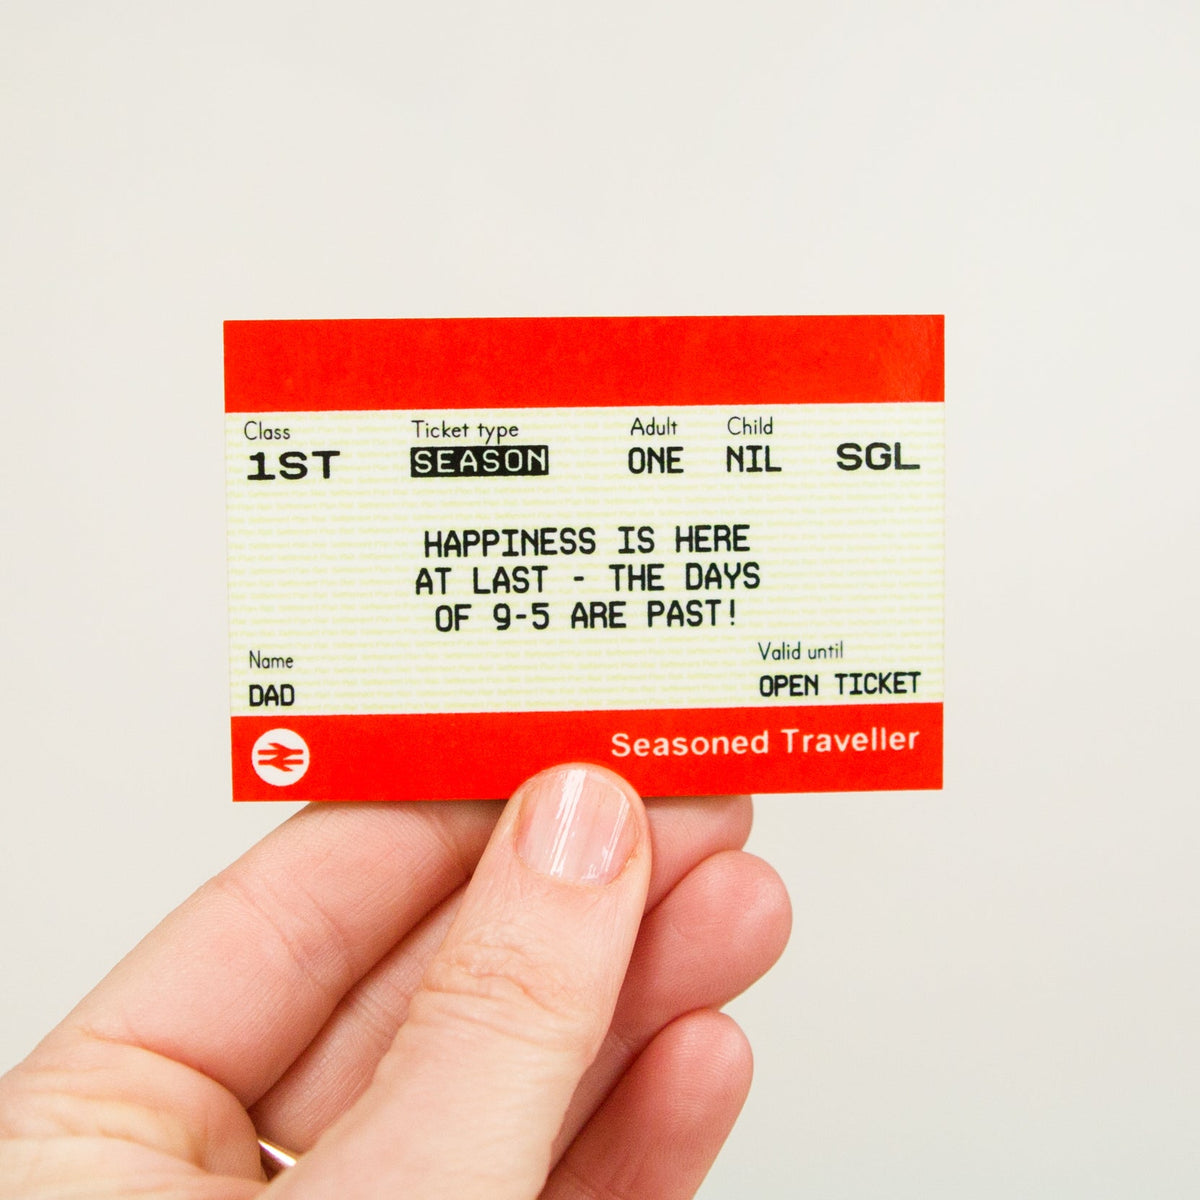 Class Ticket type Adult Child
1ST SEASON ONE NIL SGL
HAPPINESS IS HERE
AT LAST - THE DAYS
OF 9-5 ARE PAST!
Name Valid until
DAD OPEN TICKET
Seasoned Traveller